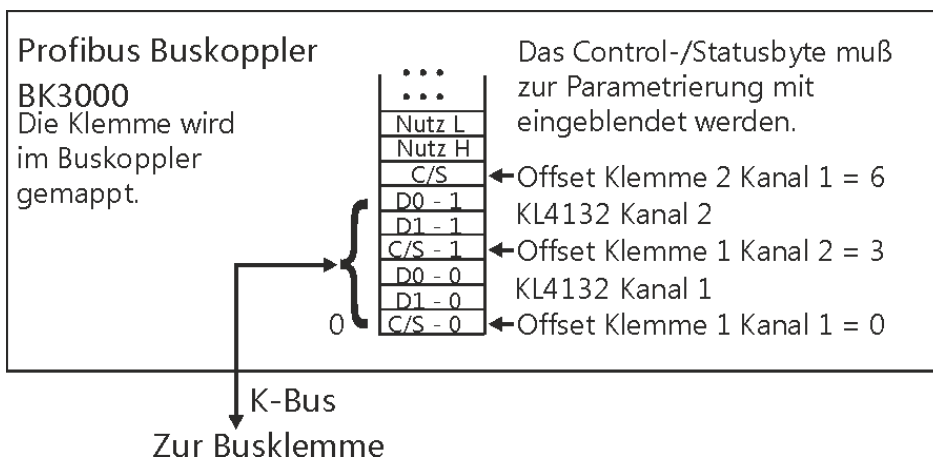 Profibus Buskoppler
BK3000
Die Klemme wird
im Buskoppler
gemappt.
Das Control-/Statusbyte muß
zur Parametrierung mit
eingeblendet werden.
Nutz L
Nutz H
C/S
Offset Klemme 2 Kanal 1 = 6
D0 - 1
KL4132 Kanal 2
D1 - 1
C/S - 1
Offset Klemme 1 Kanal 2 = 3
D0 - 0
KL4132 Kanal 1
D1 - 0
0
C/S - 0
Offset Klemme 1 Kanal 1 = 0
K-Bus
Zur Busklemme